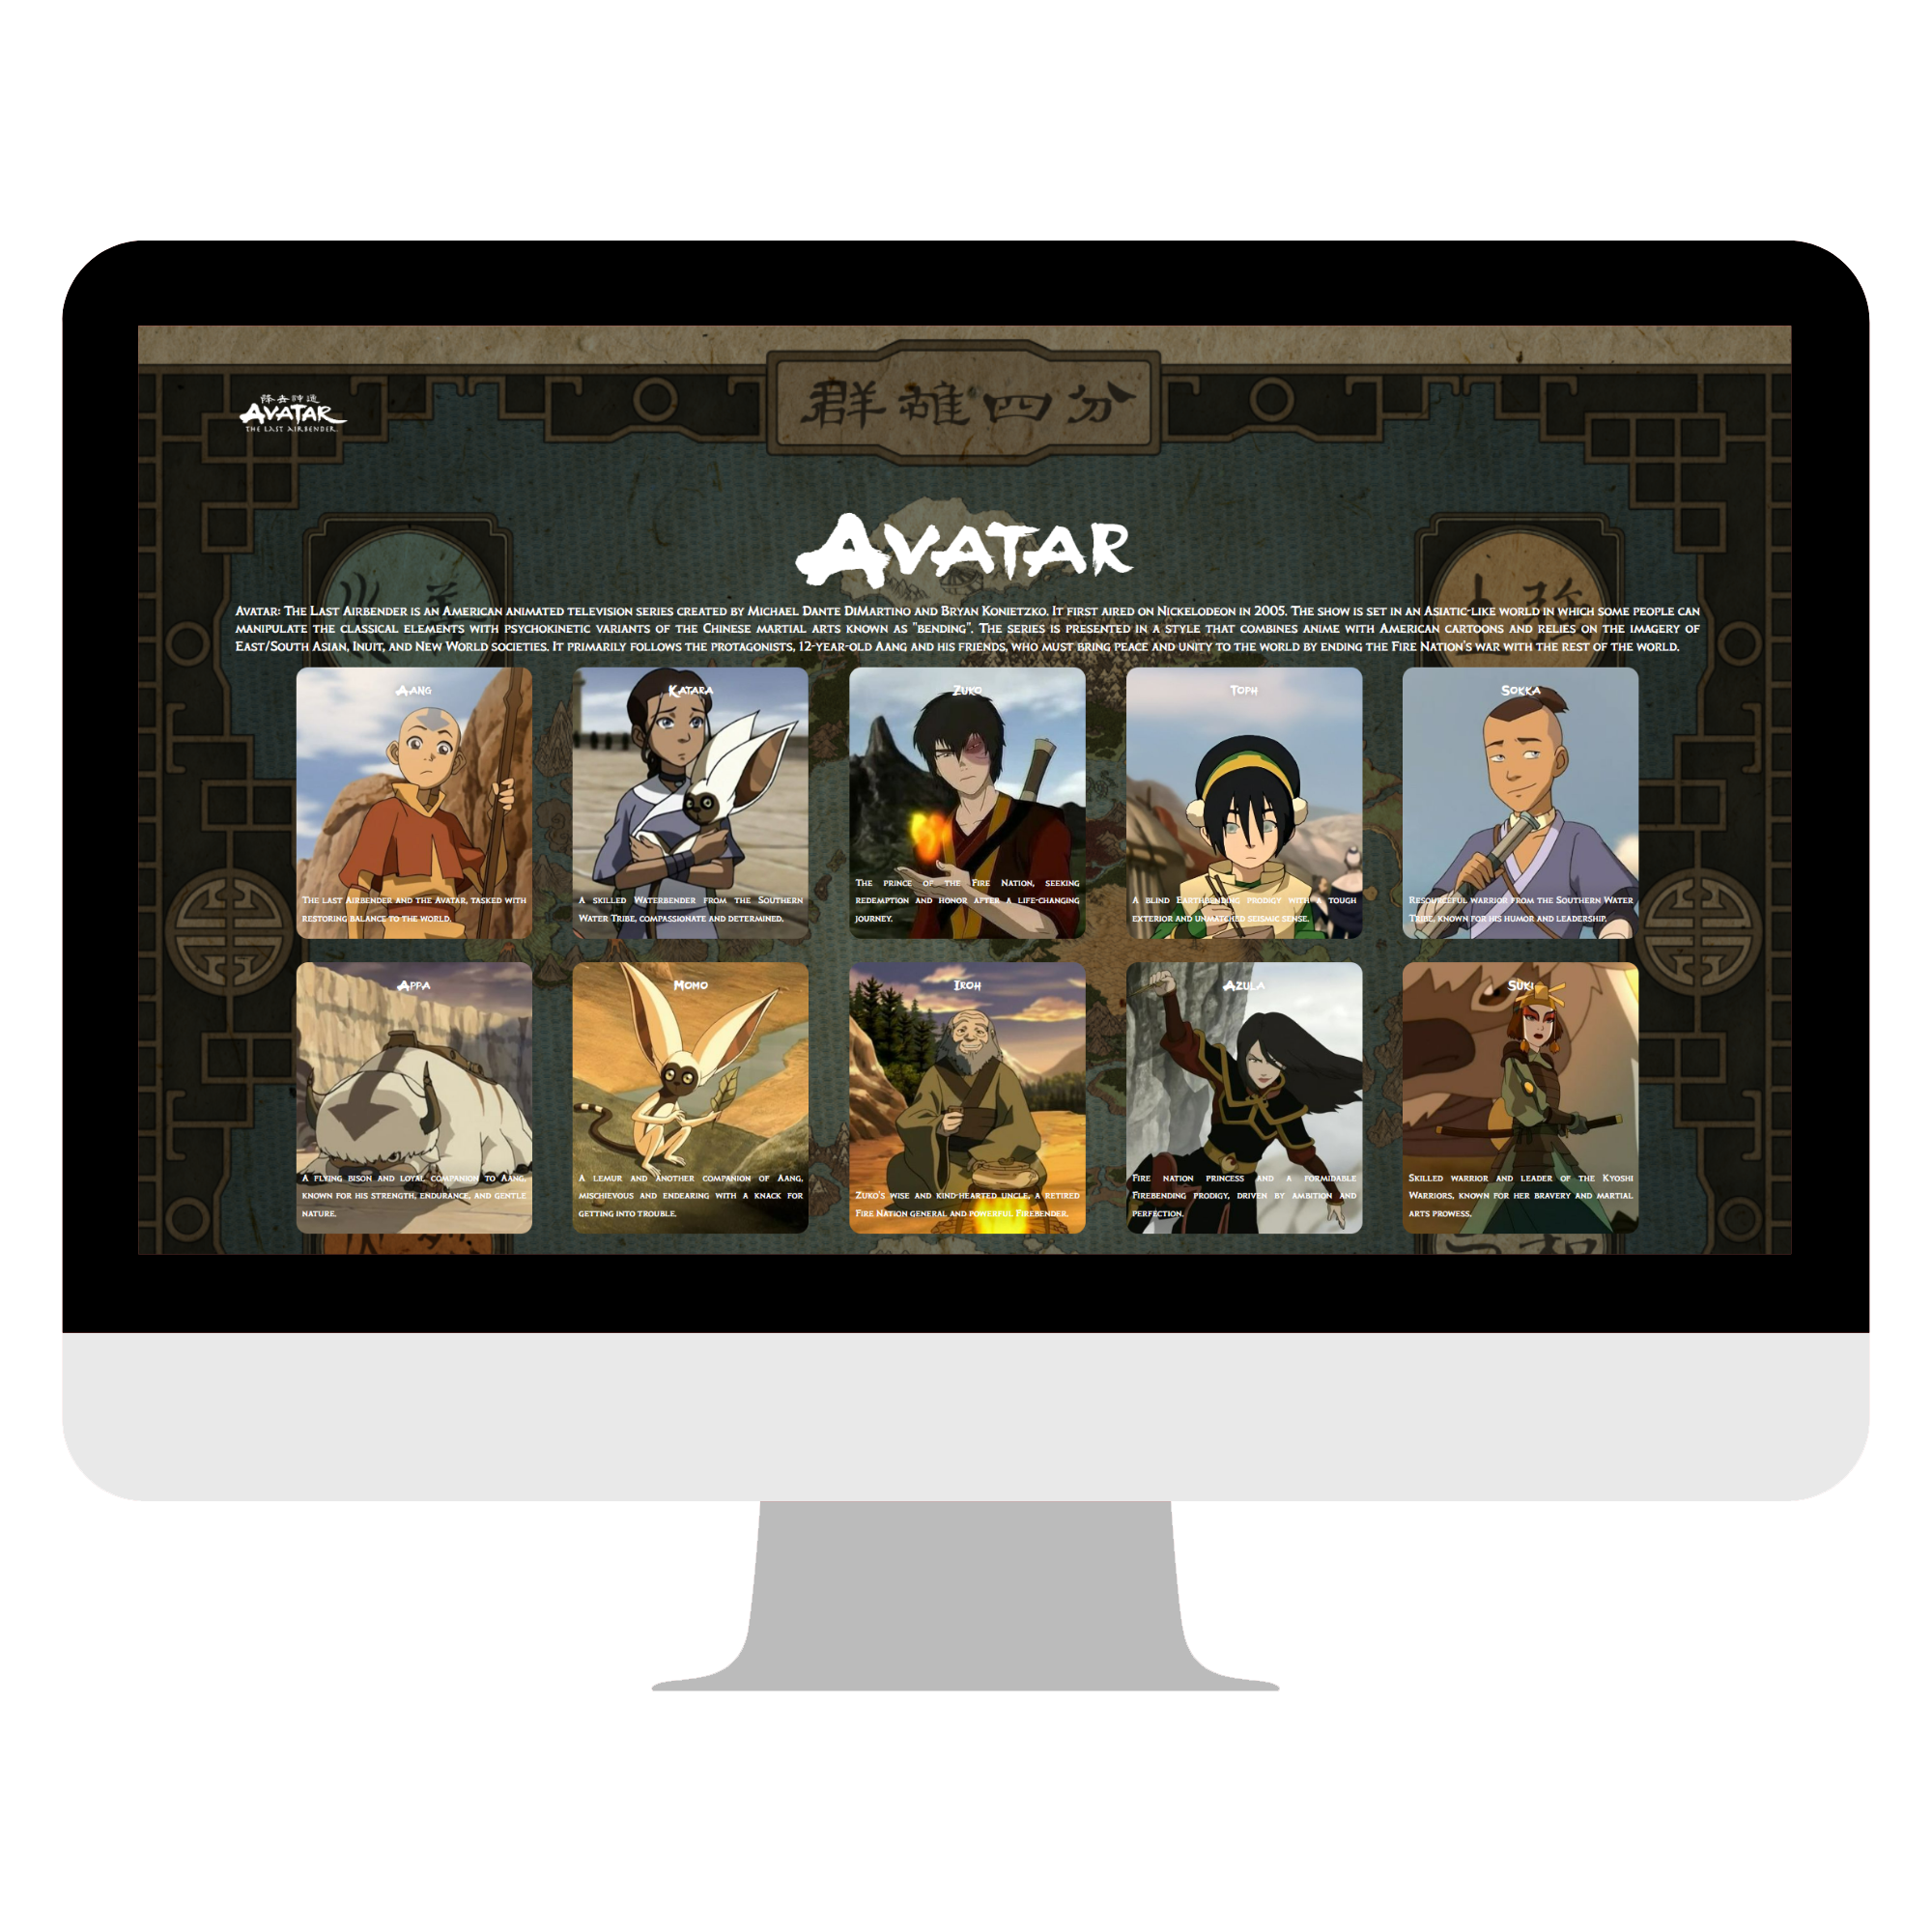 群雄四分
降去神通
AVATAR
THE LAST AIRBENDER
AVATAR
水 善
土 強
Avatar: The Last Airbender is an American animated television series created by Michael Dante DiMartino and Bryan Konietzko. It first aired on Nickelodeon in 2005. The show is set in an Asiatic-like world in which some people can
manipulate the classical elements with psychokinetic variants of the Chinese martial arts known as "bending". The series is presented in a style that combines anime with American cartoons and relies on the imagery of
East/South Asian, Inuit, and New World societies. It primarily follows the protagonists, 12-year-old Aang and his friends, who must bring peace and unity to the world by ending the Fire Nation's war with the rest of the world.
Aang
The last Airbender and the Avatar, tasked with
restoring balance to the world.
Katara
A skilled Waterbender from the Southern
Water Tribe, compassionate and determined.
Zuko
The prince of the Fire Nation, seeking
redemption and honor after a life-changing
journey.
Toph
A blind Earthbending prodigy with a tough
exterior and unmatched seismic sense.
Sokka
Resourceful warrior from the Southern Water
Tribe, known for his humor and leadership.
Appa
A flying bison and loyal companion to Aang,
known for his strength, endurance, and gentle
nature.
Momo
A lemur and another companion of Aang,
mischievous and endearing with a knack for
getting into trouble.
Iroh
Zuko's wise and kind-hearted uncle, a retired
Fire Nation general and powerful Firebender.
Azula
Fire nation princess and a formidable
Firebending prodigy, driven by ambition and
perfection.
Suki
Skilled warrior and leader of the Kyoshi
Warriors, known for her bravery and martial
arts prowess.